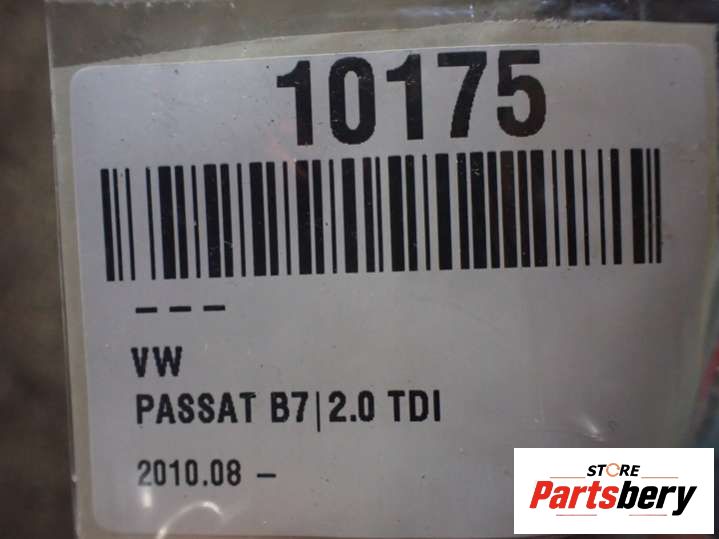 10175
---
VW
PASSAT B7|2.0 TDI
2010.08 -
STORE
Partsbery